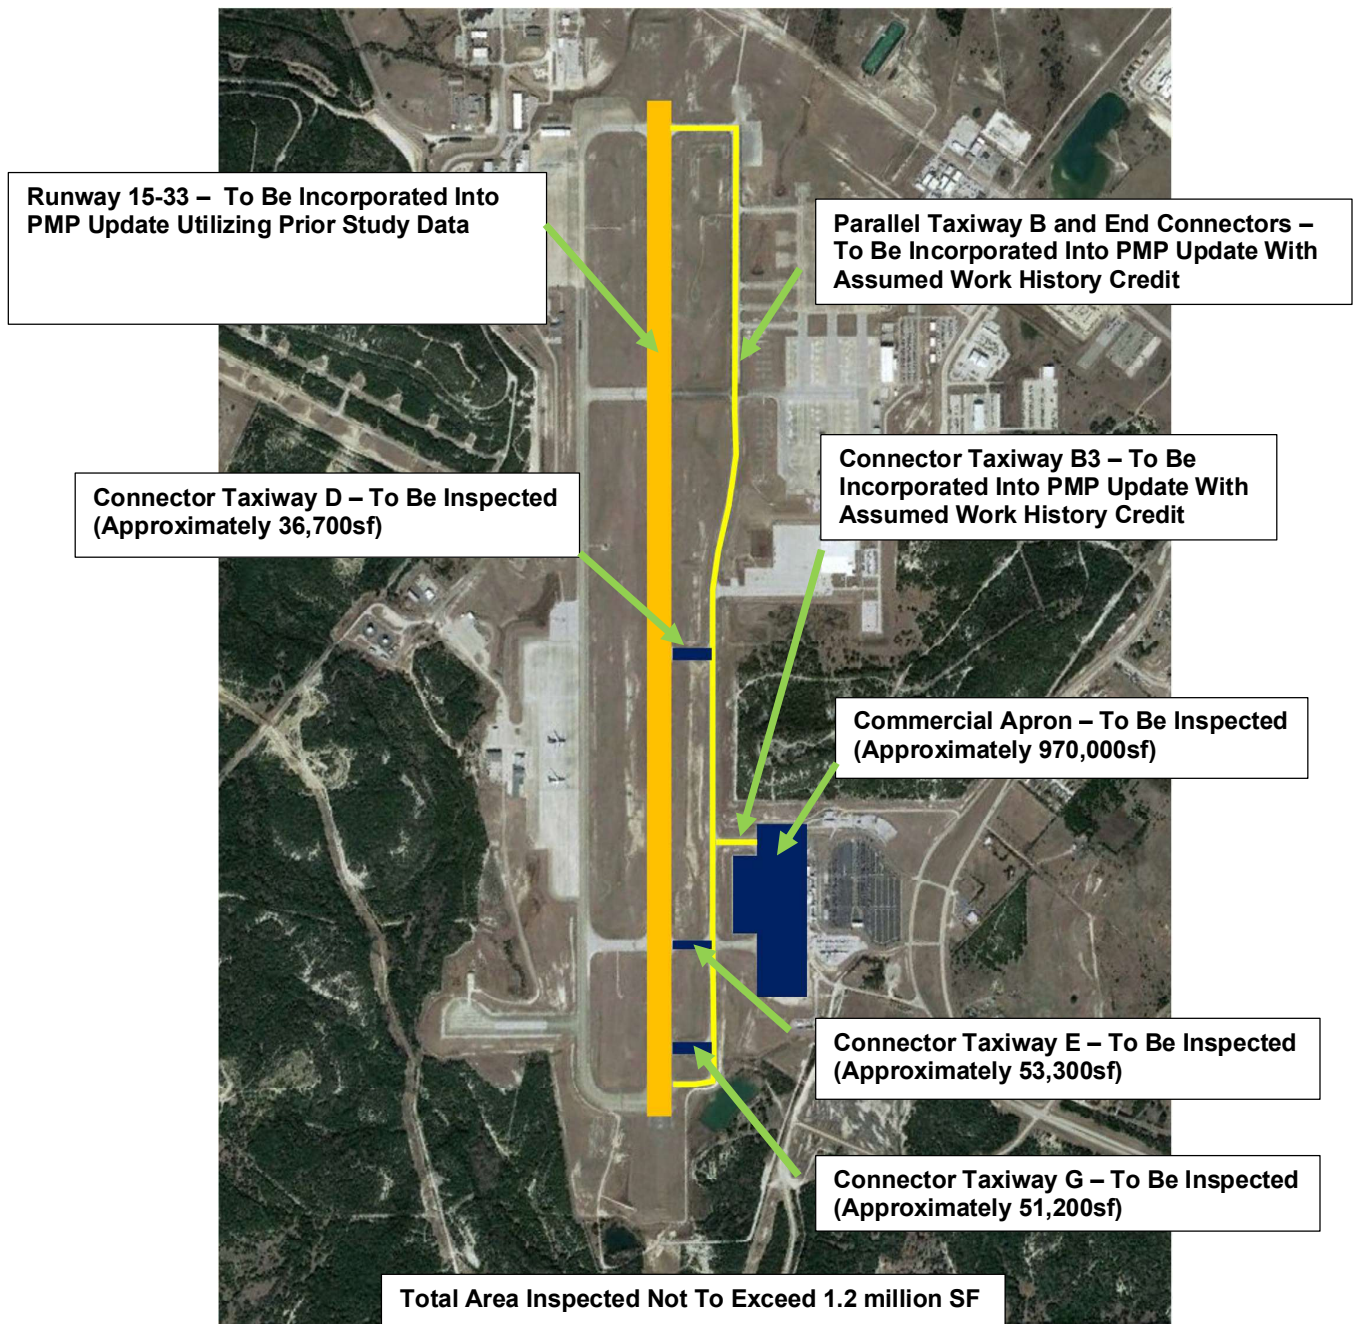 Runway 15-33 –  To Be Incorporated Into
PMP Update Utilizing Prior Study Data
Parallel Taxiway B and End Connectors –
To Be Incorporated Into PMP Update With
Assumed Work History Credit
Connector Taxiway B3 – To Be
Incorporated Into PMP Update With
Assumed Work History Credit
Connector Taxiway D – To Be Inspected
(Approximately 36,700sf)
Commercial Apron – To Be Inspected
(Approximately 970,000sf)
Connector Taxiway E – To Be Inspected
(Approximately 53,300sf)
Connector Taxiway G – To Be Inspected
(Approximately 51,200sf)
Total Area Inspected Not To Exceed 1.2 million SF